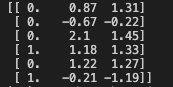 [[ 0.    0.87  1.31]
 [ 0.   -0.67 -0.22]
 [ 0.    2.1   1.45]
 [ 1.    1.18  1.33]
 [ 0.    1.22  1.27]
 [ 1.   -0.21 -1.19]]